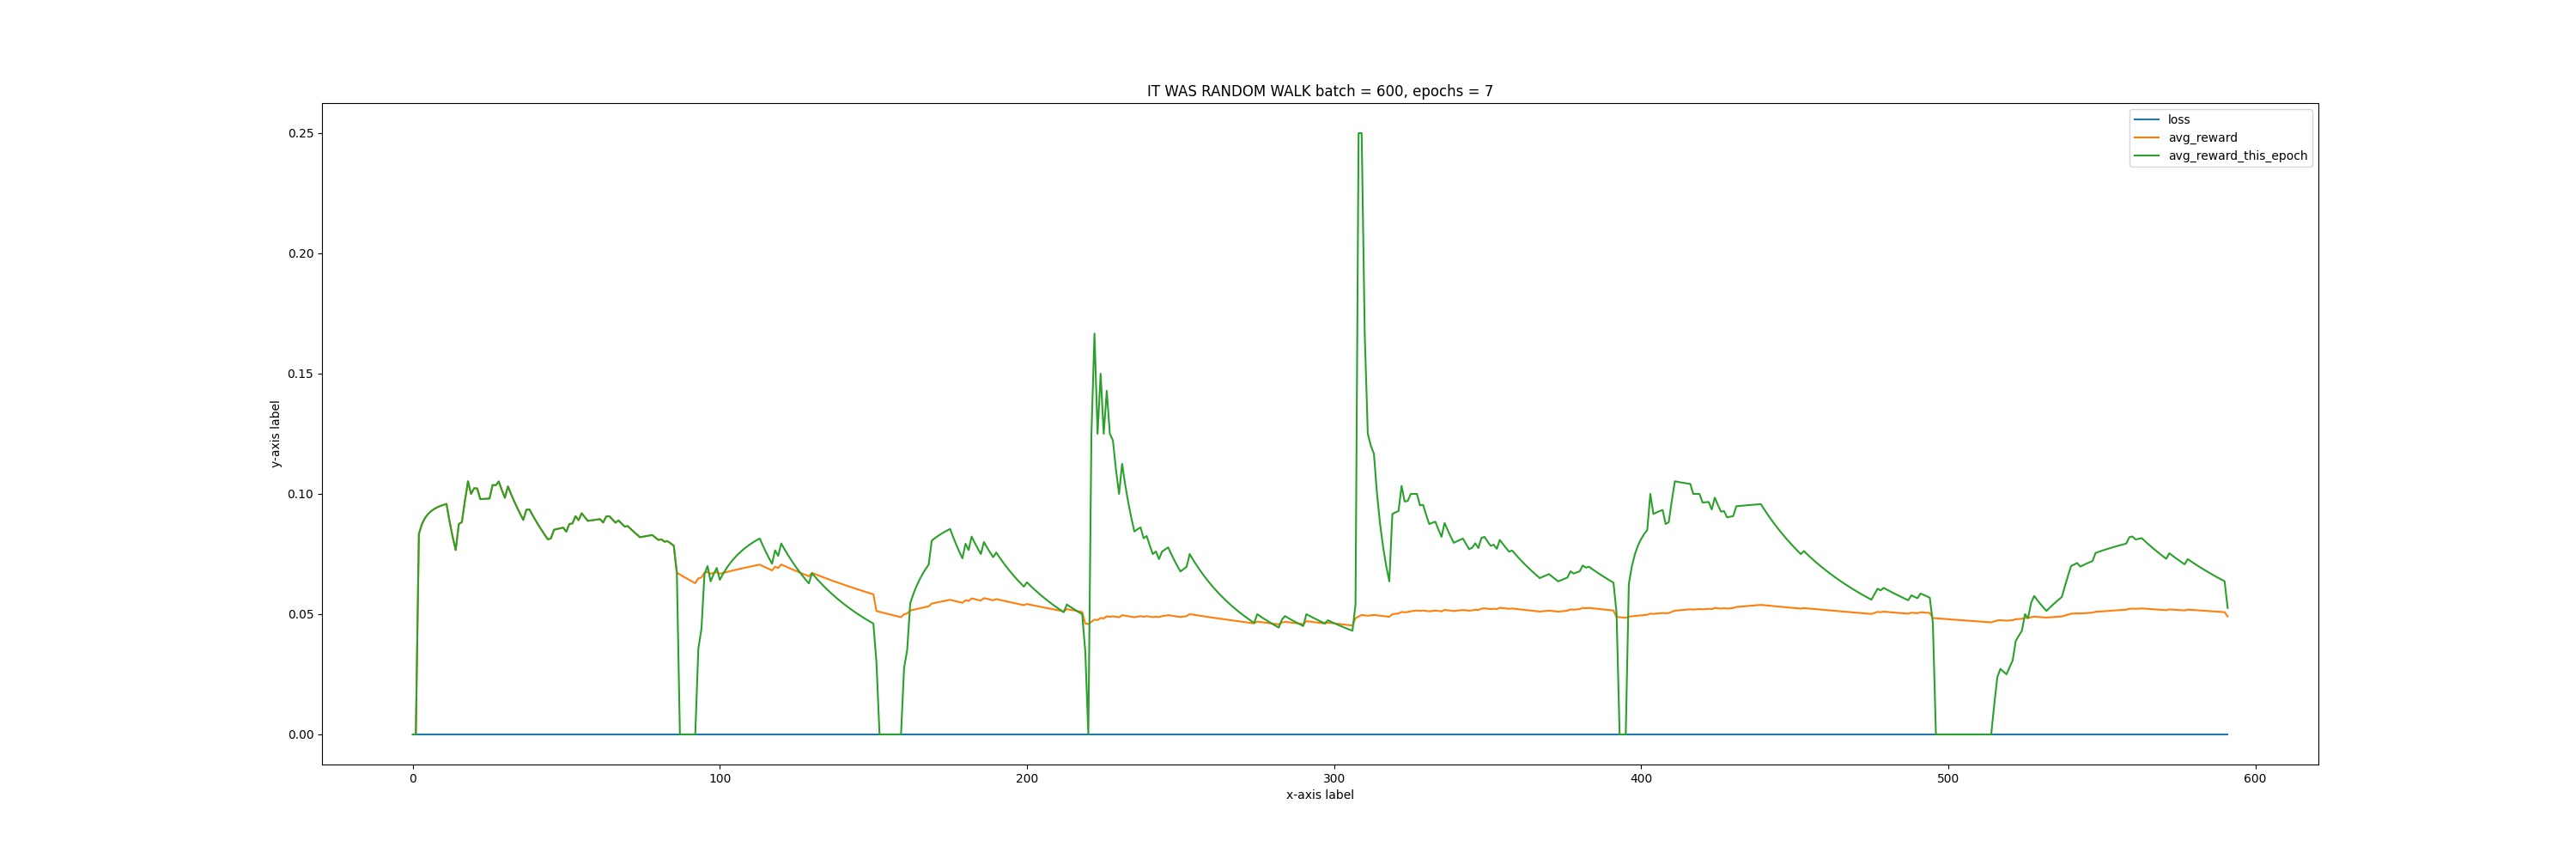 IT WAS RANDOM WALK batch = 600, epochs = 7
loss
avg_reward
avg_reward_this_epoch
0.25
0.20
0.15
0.10
0.05
0.00
y-axis label
0 100 200 300 400 500 600
x-axis label